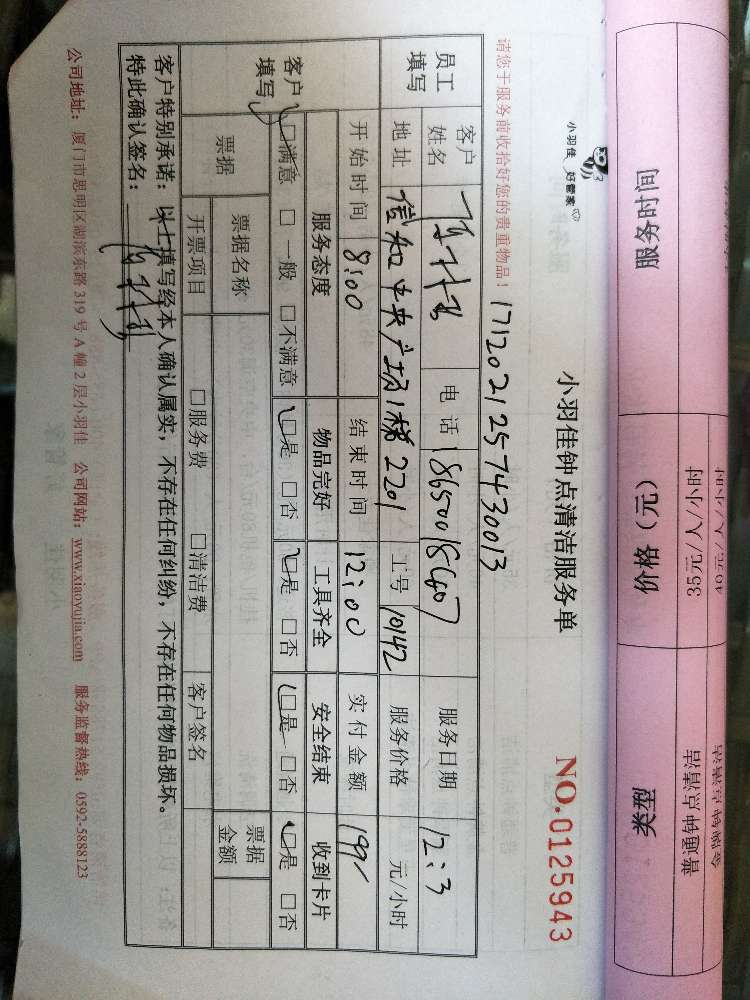 服务时间 价格（元） 类型
35元/人/小时 普通钟点清洁
小羽佳 好管家
小羽佳钟点清洁服务单 NO.0125943
请您于服务前收拾好您的贵重物品！ 1712021257430013
员工填写 客户姓名 电话 18650018607 服务日期 12:3
地址 信和中央广场1梯2201 工号 10142 服务价格 元/小时
开始时间 8:00 结束时间 12:00 实付金额 199
客户填写 服务态度 物品完好 工具齐全 安全结束 收到卡片
☑满意 □一般 □不满意 ☑是 □否 ☑是 □否 ☑是 □否 ☑是 □否
票据 票据名称 票据金额
开票项目 □服务费 □清洁费 客户签名
客户特别承诺：以上填写经本人确认属实，不存在任何纠纷，不存在任何物品损坏。
特此确认签名：
公司地址：厦门市思明区湖滨东路319号A幢2层小羽佳 公司网站：www.xiaoyujia.com 服务监督热线：0592-5888123